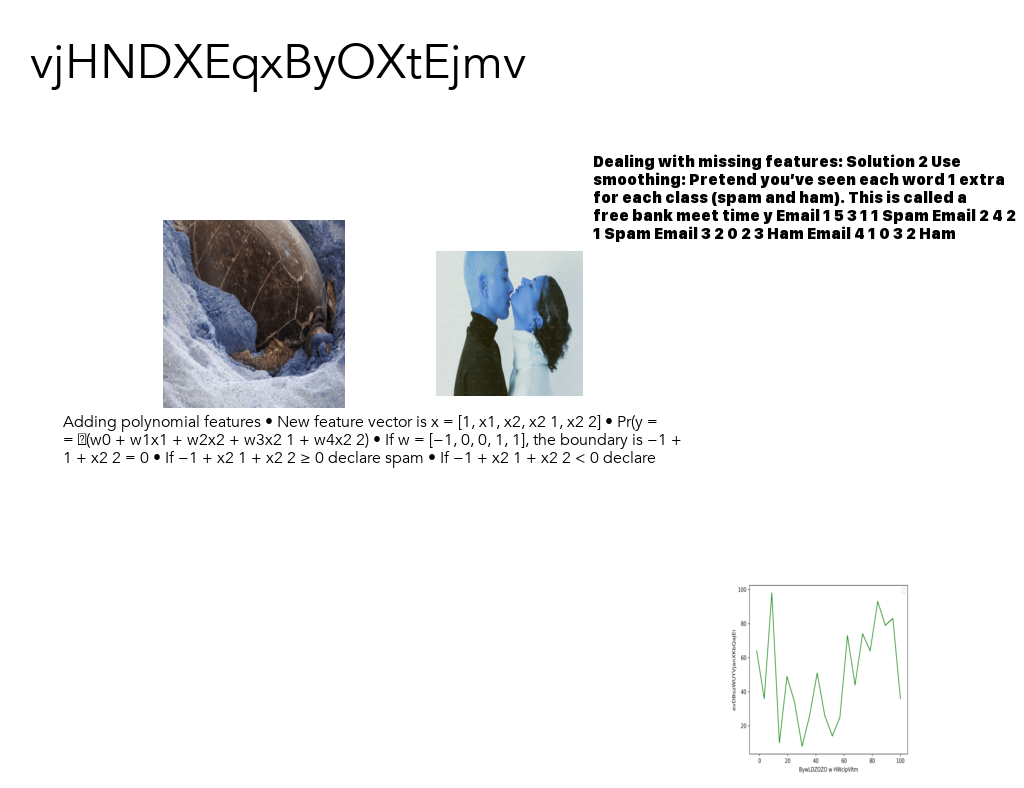 vjHNDXEqxByOXtEjmv
Dealing with missing features: Solution 2 Use
smoothing: Pretend you've seen each word 1 extra
for each class (spam and ham). This is called a
free bank meet time y Email 1 5 3 1 1 Spam Email 2 4 2
1 Spam Email 3 2 0 2 3 Ham Email 4 1 0 3 2 Ham
Adding polynomial features • New feature vector is x = [1, x1, x2, x2 1, x2 2] • Pr(y =
= (w0 + w1x1 + w2x2 + w3x2 1 + w4x2 2) • If w = [−1, 0, 0, 1, 1], the boundary is −1 +
1 + x2 2 = 0 • If −1 + x2 1 + x2 2 ≥ 0 declare spam • If −1 + x2 1 + x2 2 < 0 declare
100
80
60
40
20
0 20 40 60 80 100